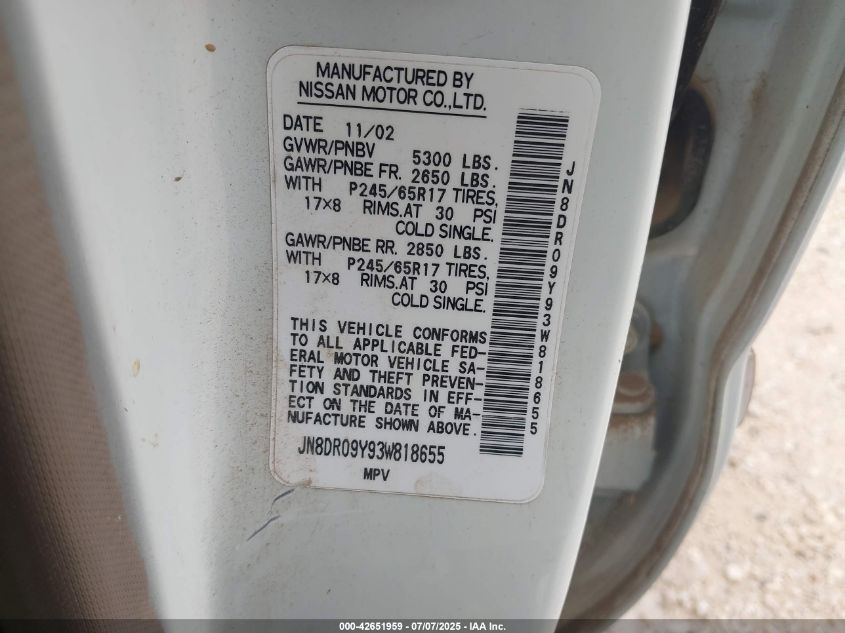 MANUFACTURED BY
NISSAN MOTOR CO.,LTD.
DATE 11/02
GVWR/PNBV 5300 LBS.
GAWR/PNBE FR. 2650 LBS.
WITH P245/65R17 TIRES,
17×8 RIMS.AT 30 PSI
COLD SINGLE.
GAWR/PNBE RR. 2850 LBS.
WITH P245/65R17 TIRES,
17×8 RIMS.AT 30 PSI
COLD SINGLE.
THIS VEHICLE CONFORMS
TO ALL APPLICABLE FED-
ERAL MOTOR VEHICLE SA-
FETY AND THEFT PREVEN-
TION STANDARDS IN EFF-
ECT ON THE DATE OF MA-
NUFACTURE SHOWN ABOVE.
JN8DR09Y93W818655
MPV
JN8DR09Y93W818655
000-42651959 / 07/07/2025 - IAA Inc.